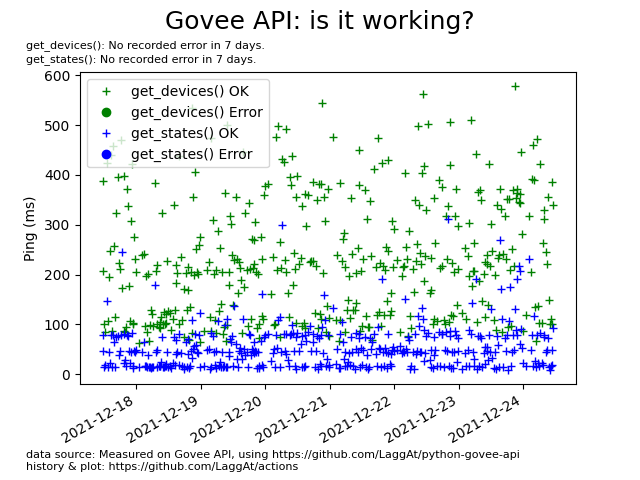 Govee API: is it working?
get_devices(): No recorded error in 7 days.
get_states(): No recorded error in 7 days.
get_devices() OK
get_devices() Error
get_states() OK
get_states() Error
600
500
400
300
200
100
0
Ping (ms)
2021-12-18
2021-12-19
2021-12-20
2021-12-21
2021-12-22
2021-12-23
2021-12-24
data source: Measured on Govee API, using https://github.com/LaggAt/python-govee-api
history & plot: https://github.com/LaggAt/actions